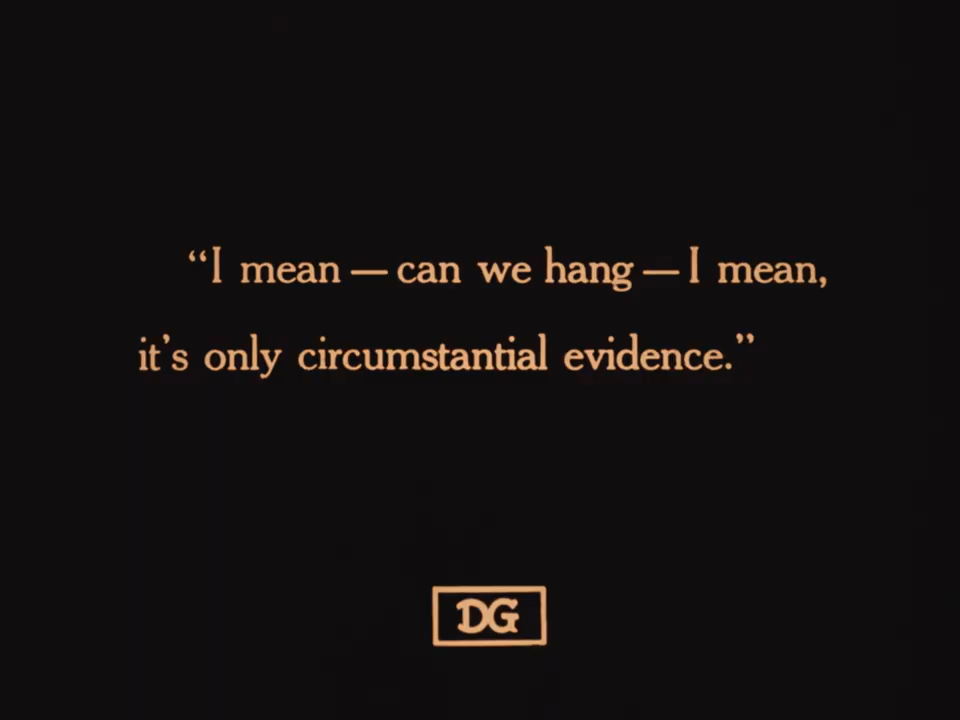 “I mean — can we hang — I mean,
it's only circumstantial evidence.”
DG